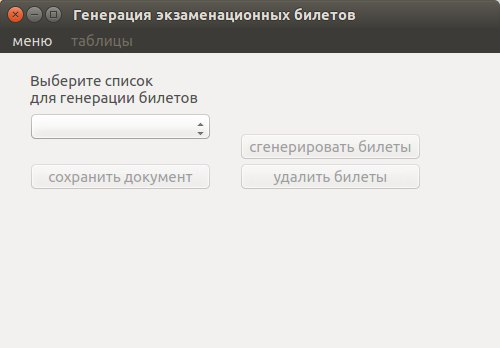 Генерация экзаменационных билетов
меню таблицы
Выберите список
для генерации билетов
сгенерировать билеты
сохранить документ удалить билеты